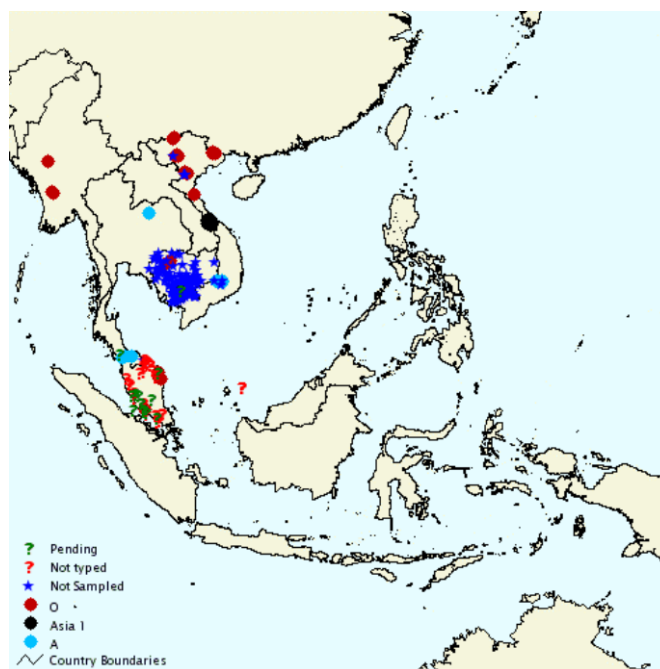 ? Pending
? Not typed
Not Sampled
O
Asia 1
A
Country Boundaries